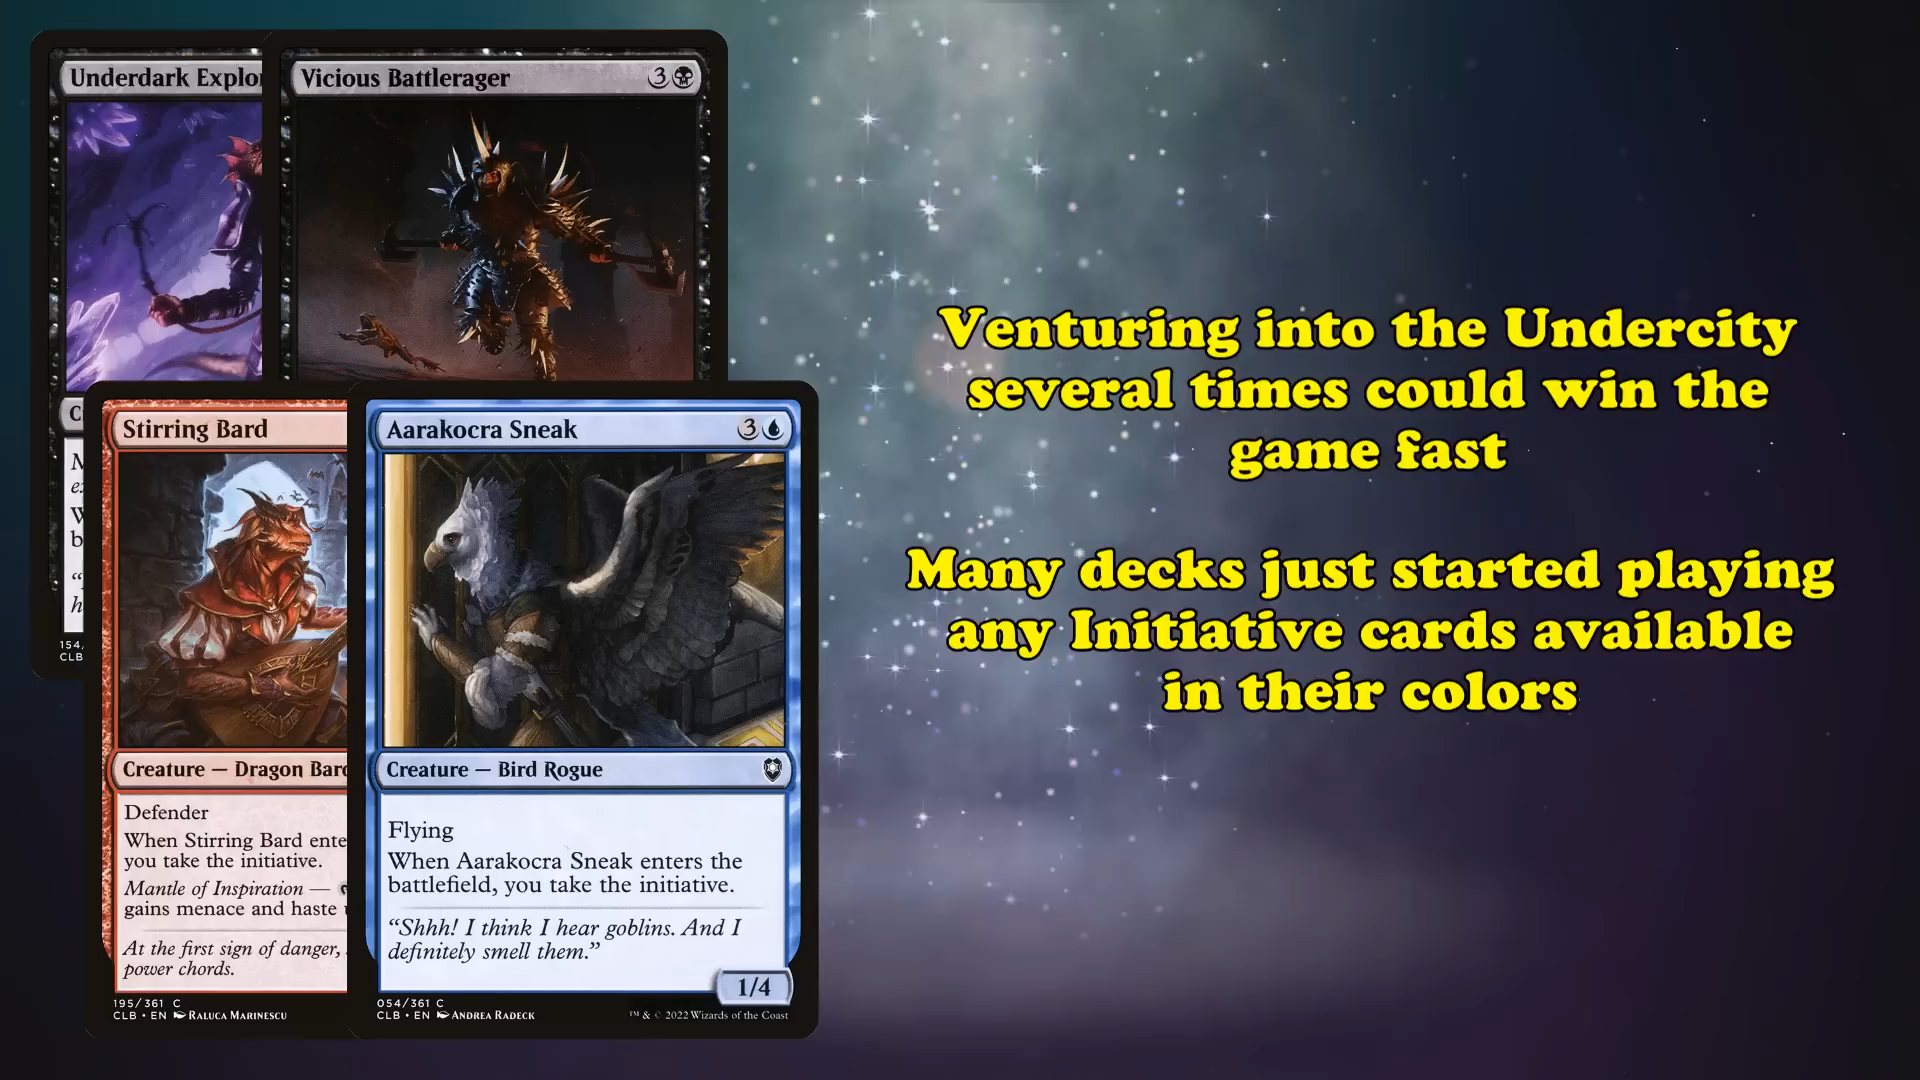 Underdark Explo
Vicious Battlerager 3
C
M
W
b
"
h
154
CLB
Stirring Bard
Creature — Dragon Bard
Defender
When Stirring Bard ente
you take the initiative.
Mantle of Inspiration —
gains menace and haste
At the first sign of danger,
power chords.
195/361 C
CLB • EN Raluca Marinescu
Aarakocra Sneak 3
Creature — Bird Rogue
Flying
When Aarakocra Sneak enters the
battlefield, you take the initiative.
"Shhh! I think I hear goblins. And I
definitely smell them."
1/4
054/361 C
CLB • EN Andrea Radeck
™ & © 2022 Wizards of the Coast
Venturing into the Undercity
several times could win the
game fast
Many decks just started playing
any Initiative cards available
in their colors